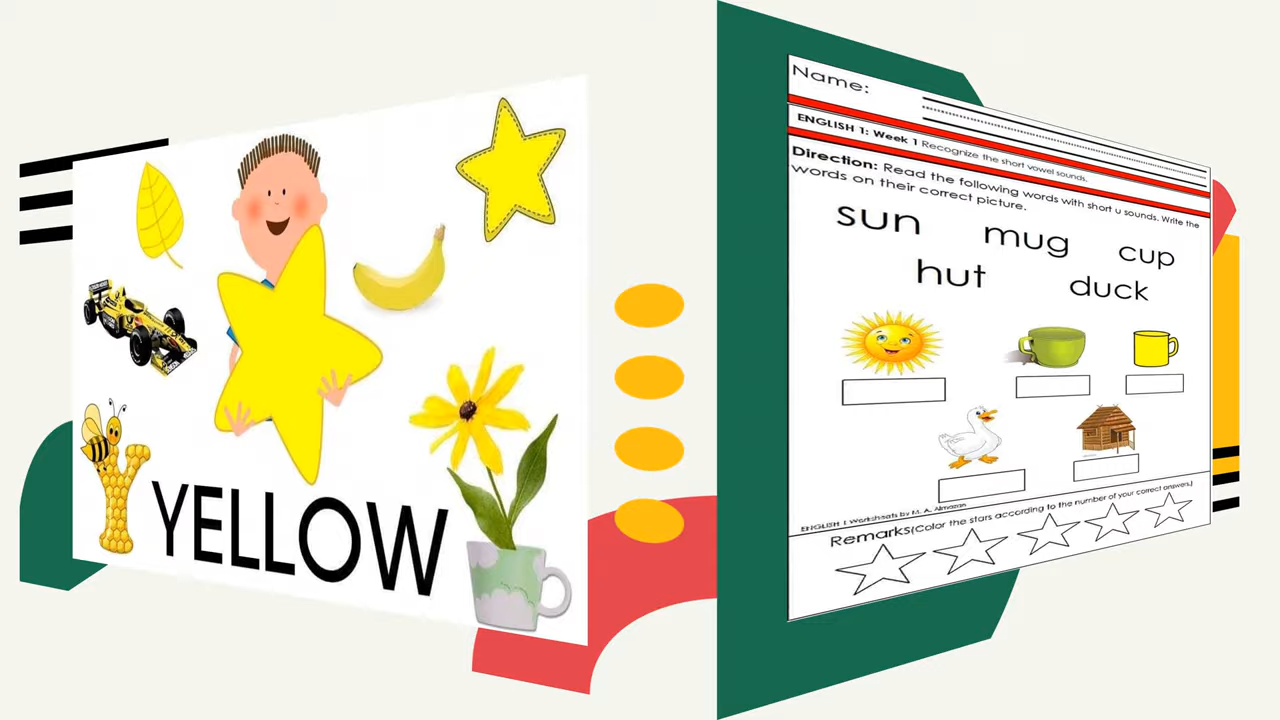 Y YELLOW
Name:
ENGLISH 1: Week 1 Recognize the short vowel sounds.
Direction: Read the following words with short u sounds. Write the
words on their correct picture.
sun mug cup
hut duck
ENGLISH 1 Worksheets by M. A. Almazan
Remarks(Color the stars according to the number of your correct answers.)